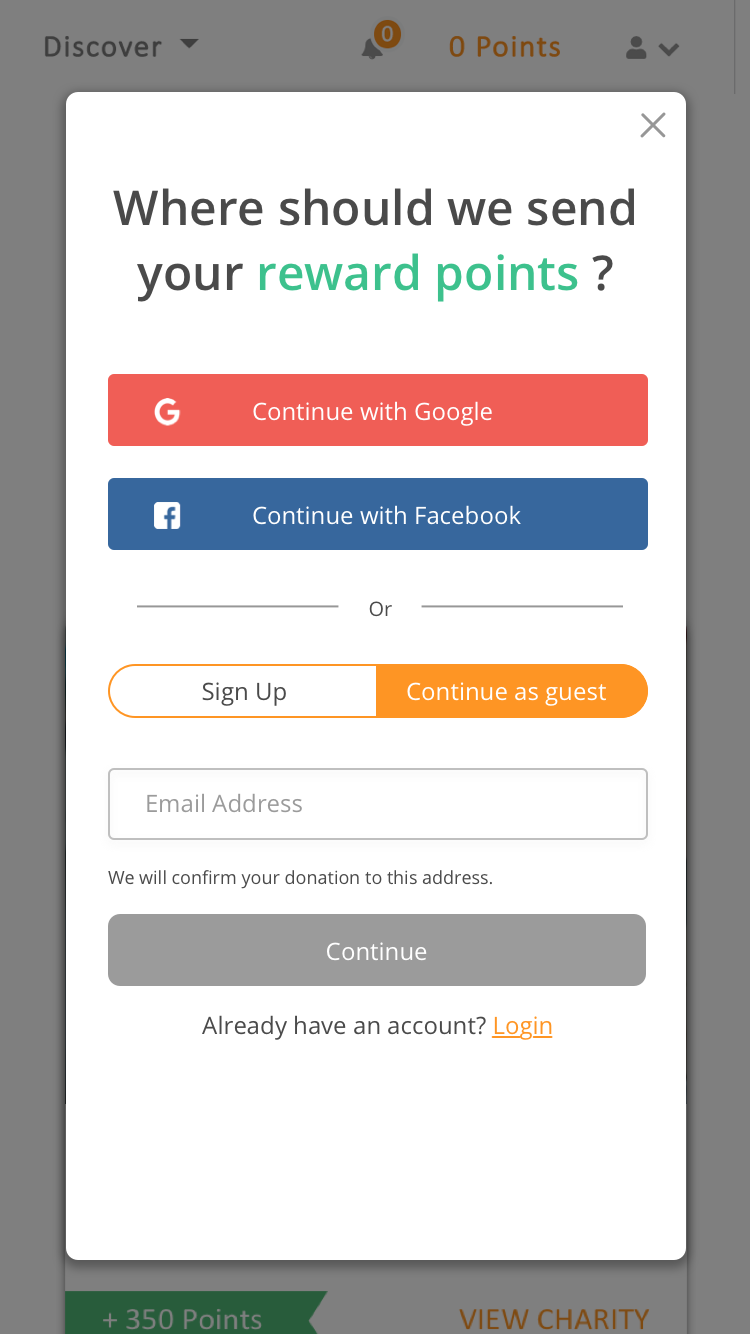 Discover 0 0 Points
Where should we send
your reward points ?
Continue with Google
Continue with Facebook
Or
Sign Up Continue as guest
Email Address
We will confirm your donation to this address.
Continue
Already have an account? Login
+ 350 Points VIEW CHARITY